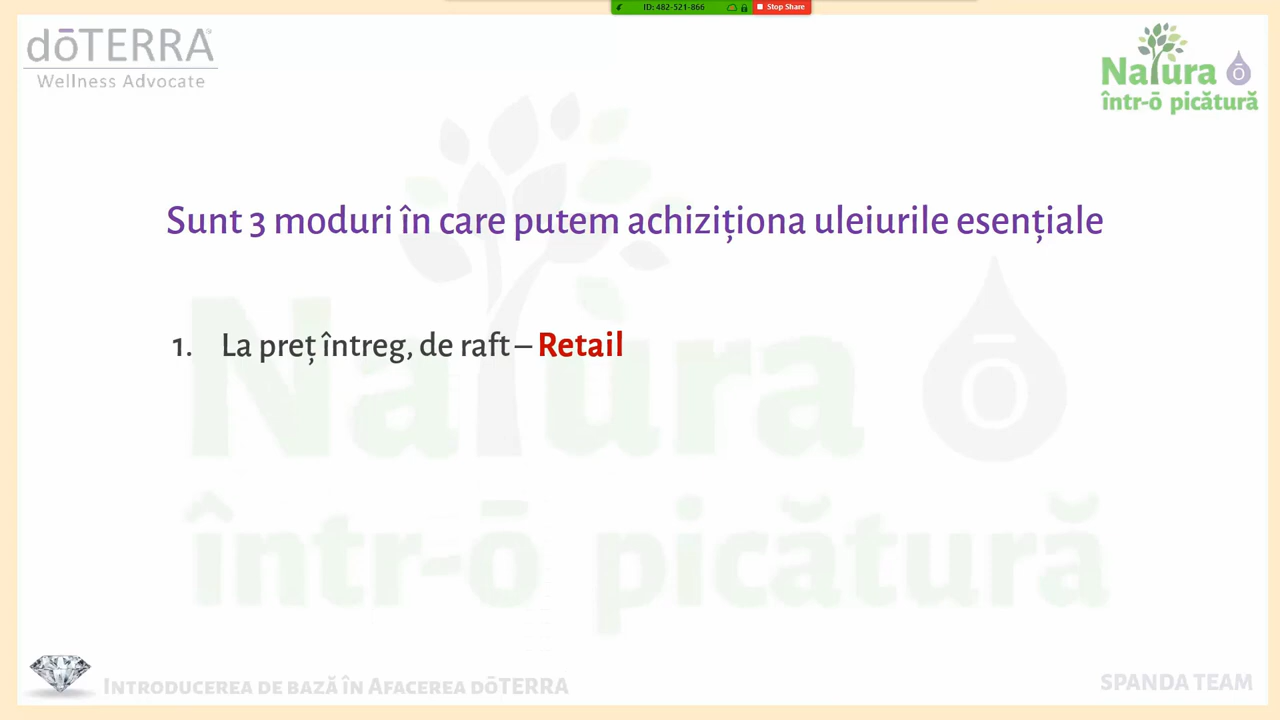 ID: 482-521-866 Stop Share
dōTERRA
Wellness Advocate
Natura ō
într-ō picătură
Sunt 3 moduri în care putem achiziționa uleiurile esențiale
1. La preț întreg, de raft – Retail
Natura ō
într-ō picătură
INTRODUCEREA DE BAZĂ ÎN AFACEREA dōTERRA
SPANDA TEAM